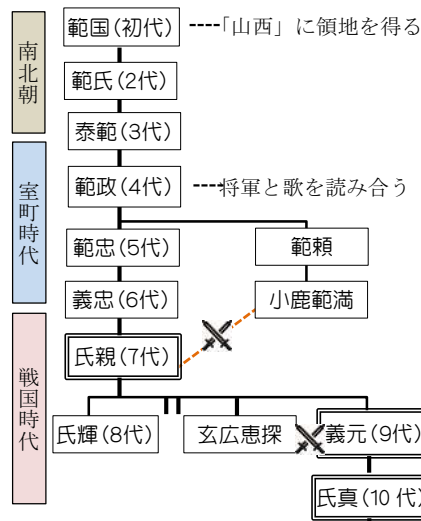 南北朝
範国(初代)
「山西」に領地を得る
範氏(2代)
泰範(3代)
室町時代
範政(4代)
将軍と歌を読み合う
範忠(5代)
範頼
義忠(6代)
小鹿範満
戦国時代
氏親(7代)
氏輝(8代)
玄広恵探
義元(9代)
氏真(10 代)